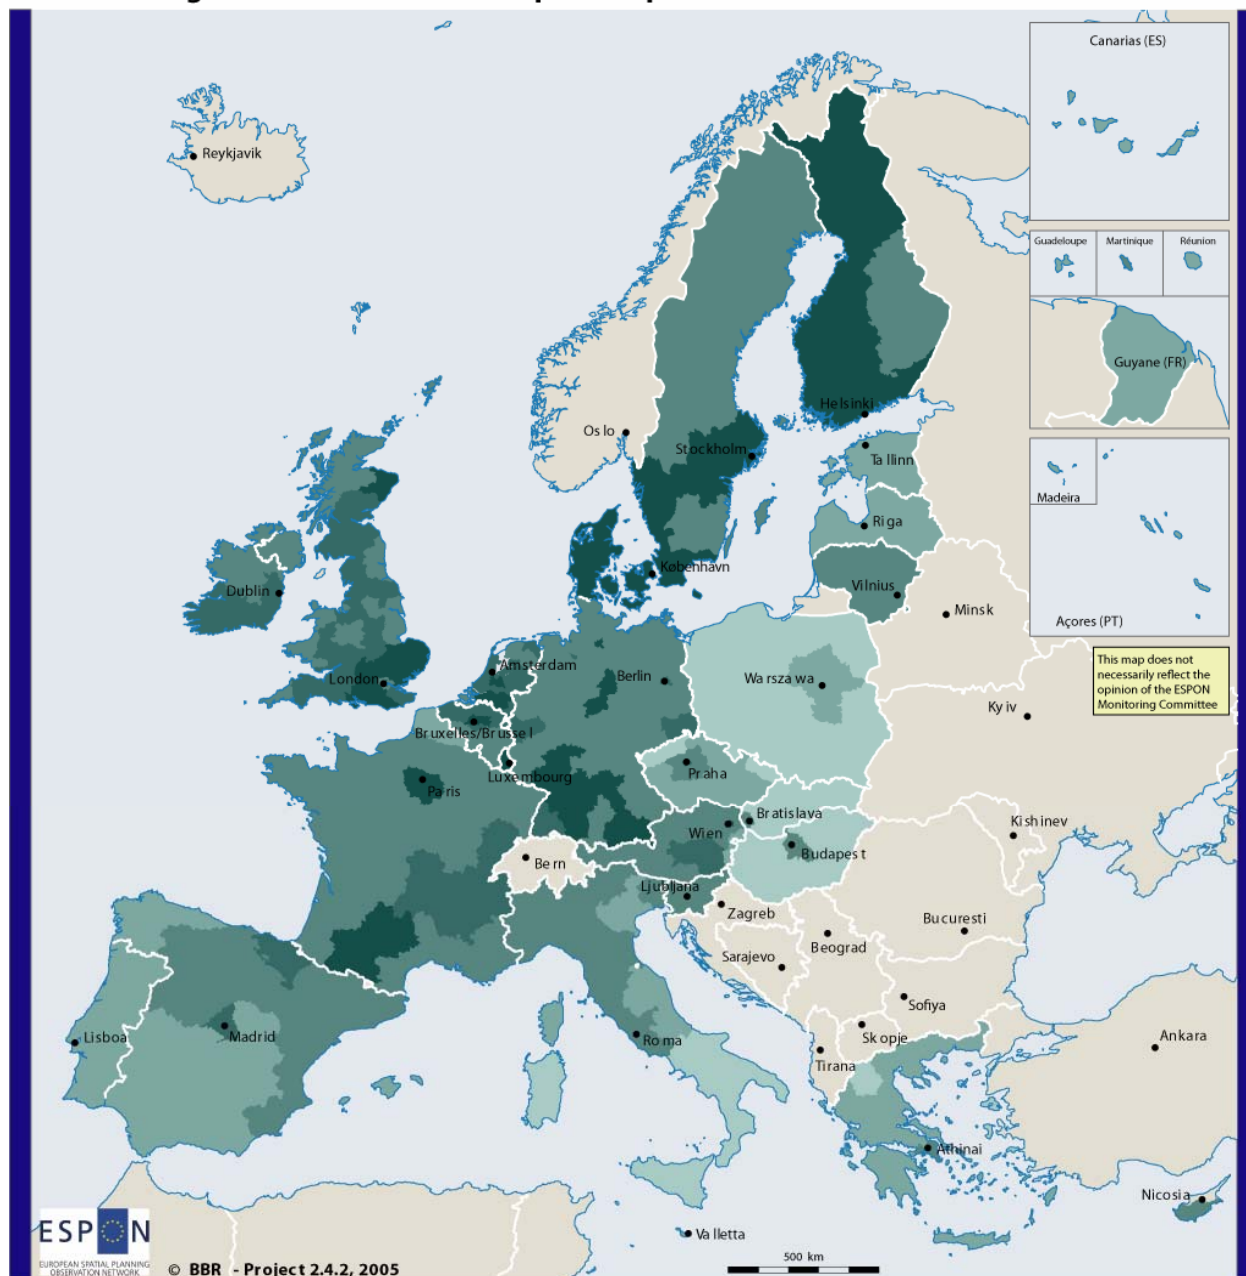 Canarias (ES)
Reykjavik
Guadeloupe
Martinique
Réunion
Guyane (FR)
Helsinki
Oslo
Stockholm
Tallinn
Madeira
Riga
København
Dublin
Vilnius
Minsk
Açores (PT)
Amsterdam
London
Berlin
Warszawa
This map does not
necessarily reflect the
opinion of the ESPON
Monitoring Committee
Kyiv
Bruxelles/Brussel
Luxembourg
Praha
Paris
Bratislava
Wien
Kishinev
Budapest
Bern
Ljubljana
Zagreb
Bucuresti
Beograd
Sarajevo
Sofiya
Lisboa
Madrid
Roma
Skopje
Ankara
Tirana
Athinai
Nicosia
Valletta
ESPON
EUROPEAN SPATIAL PLANNING
OBSERVATION NETWORK
© BBR - Project 2.4.2, 2005
500 km